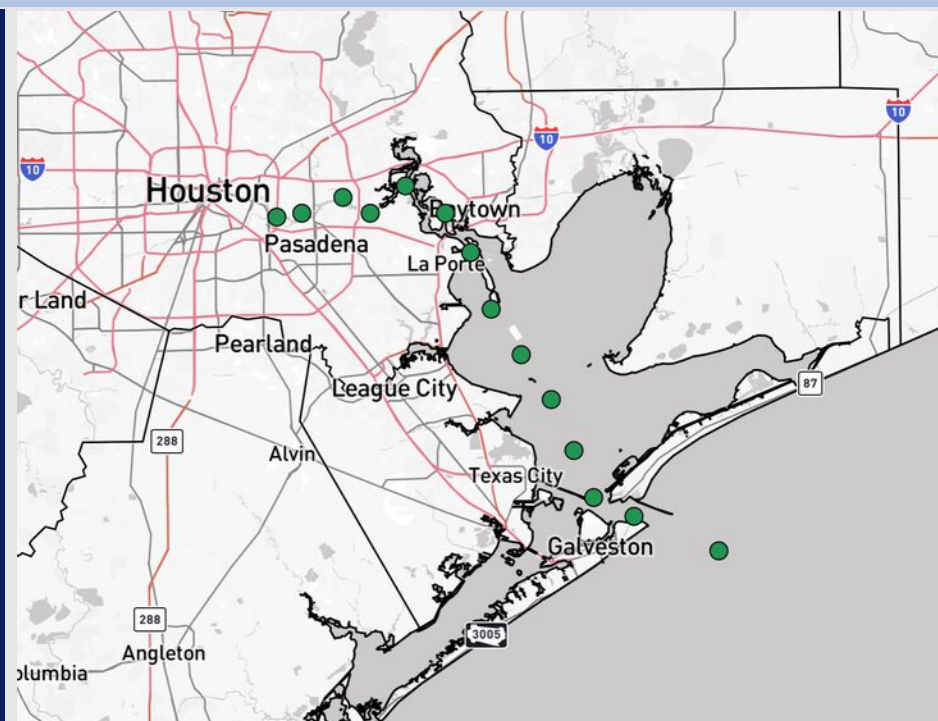 10
10
10
Houston
Baytown
Pasadena
La Porte
r Land
Pearland
League City
87
288
Alvin
Texas City
Galveston
288
3005
Angleton
olumbia